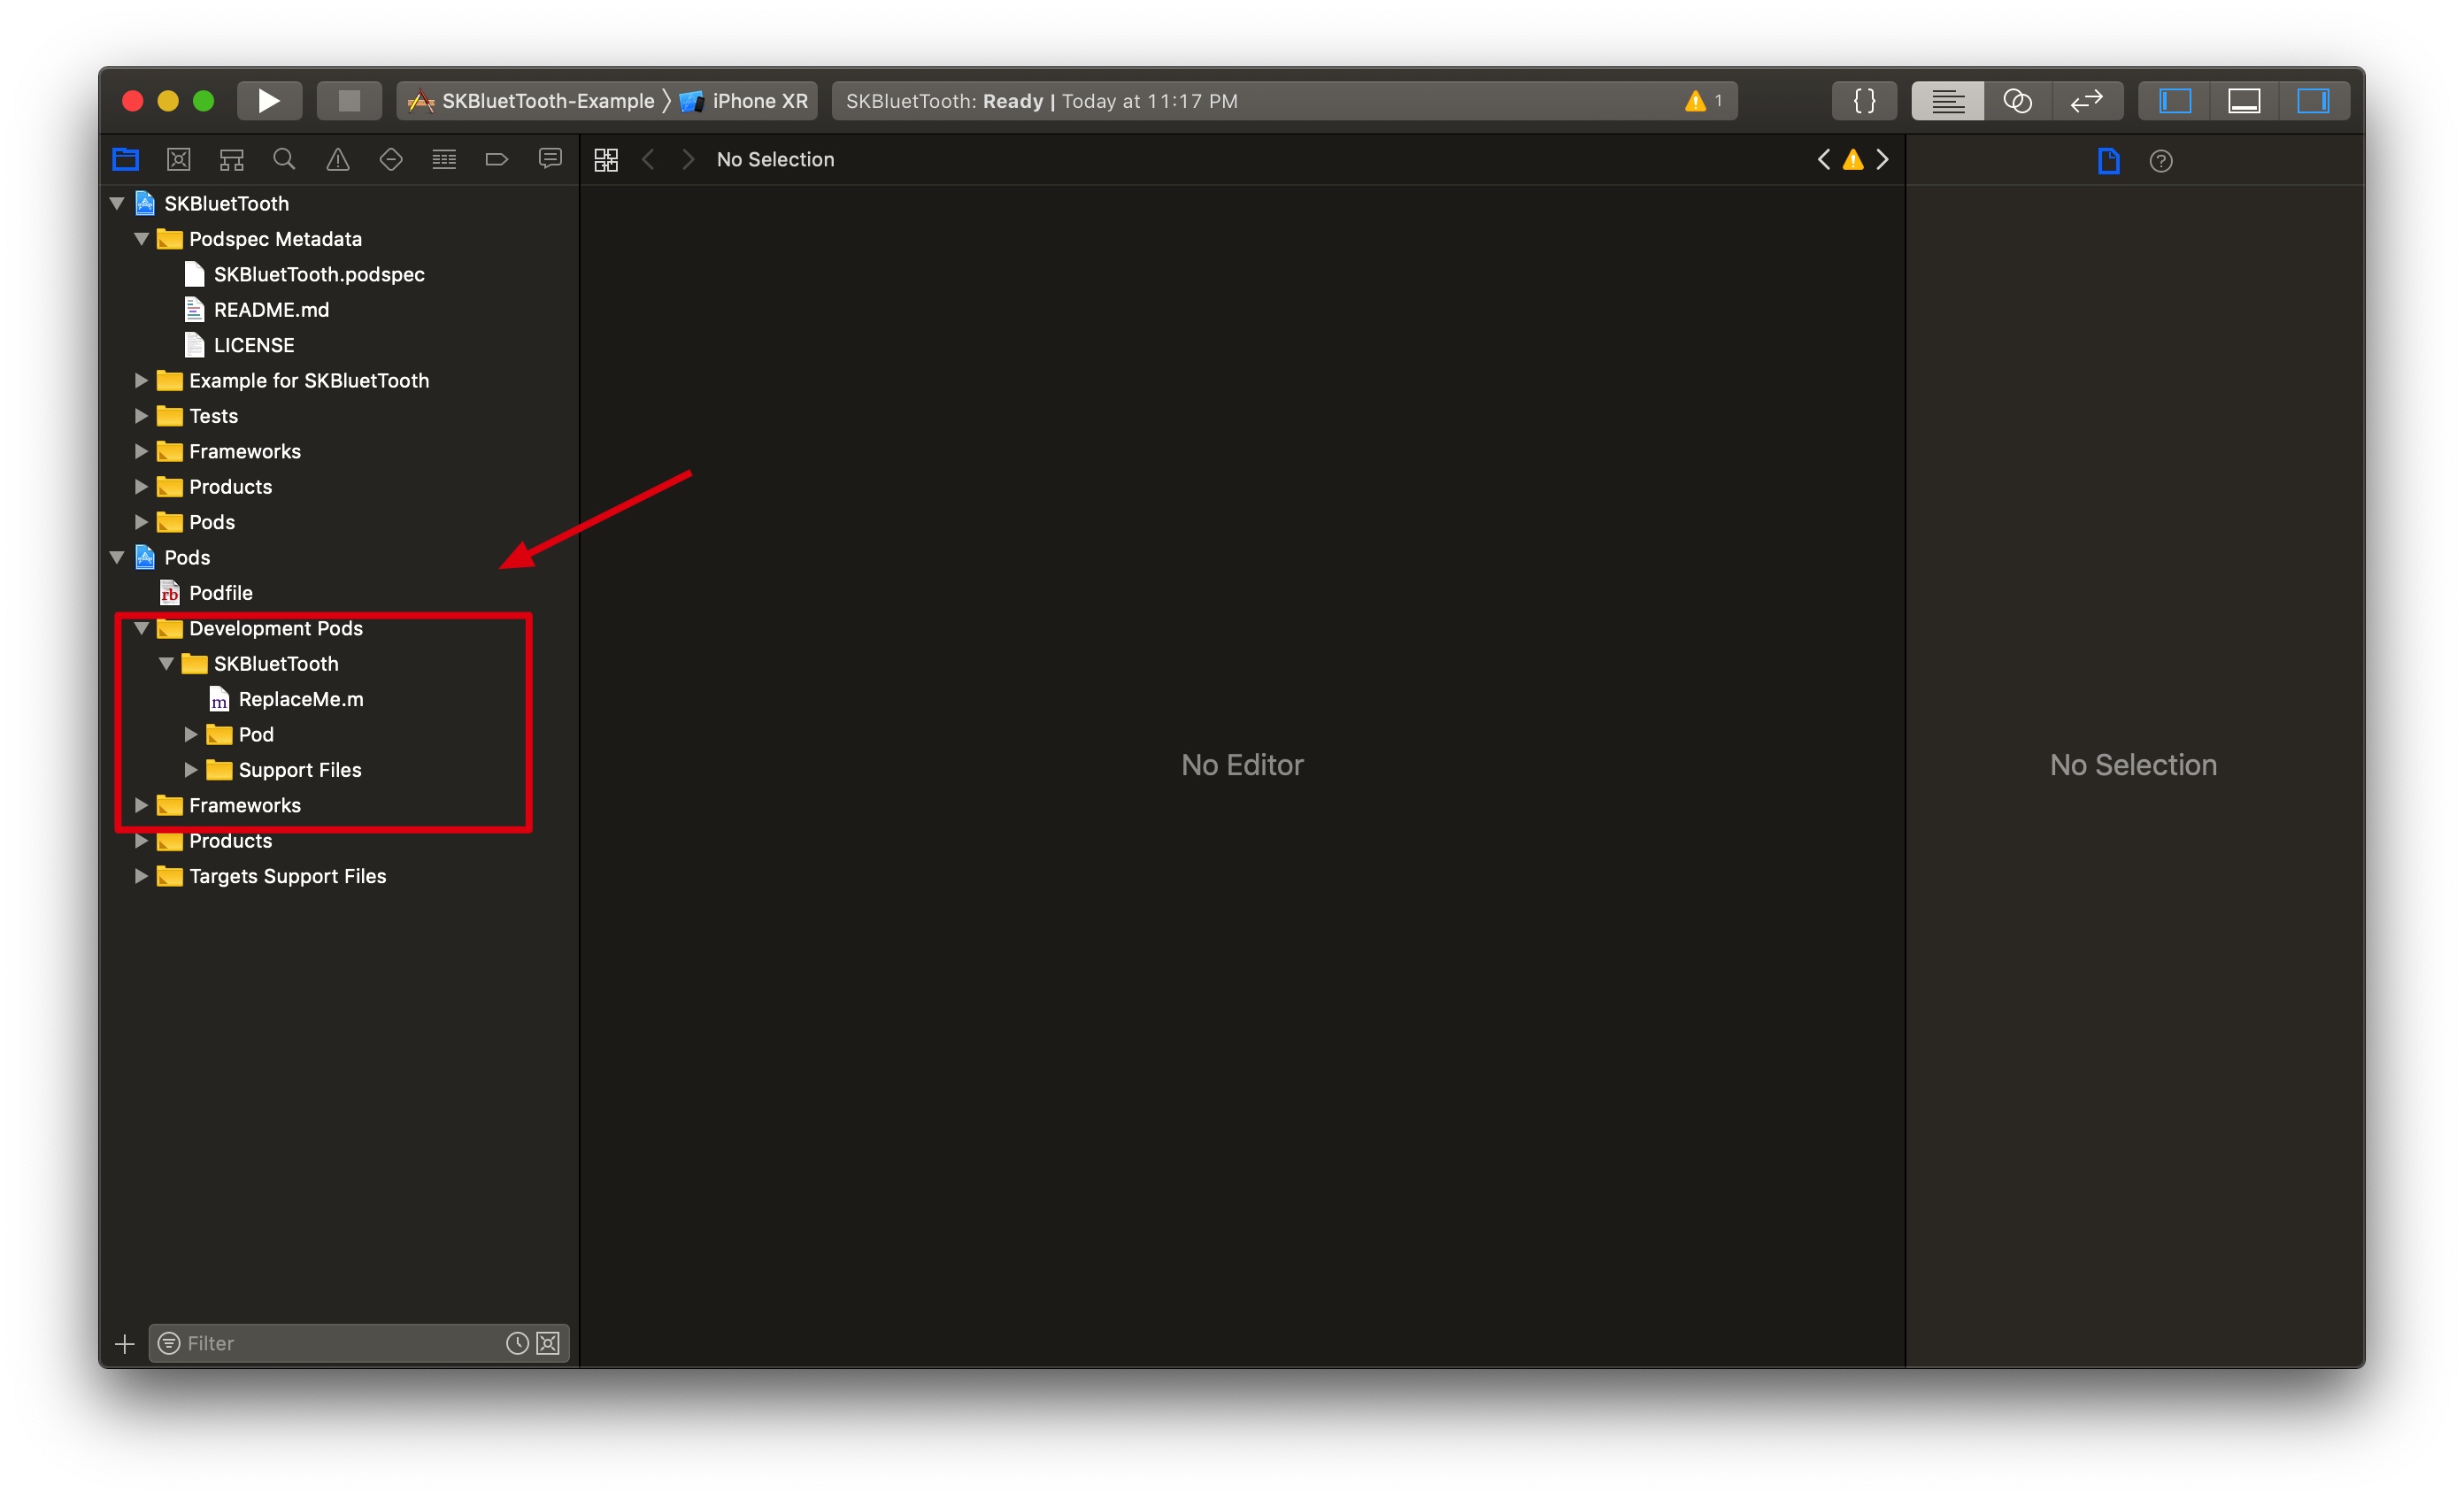 SKBluetTooth-Example iPhone XR
SKBluetTooth: Ready | Today at 11:17 PM
1
{ }
No Selection
SKBluetTooth
Podspec Metadata
SKBluetTooth.podspec
README.md
LICENSE
Example for SKBluetTooth
Tests
Frameworks
Products
Pods
Pods
rb Podfile
Development Pods
SKBluetTooth
m ReplaceMe.m
Pod
Support Files
Frameworks
Products
Targets Support Files
Filter
No Editor
No Selection